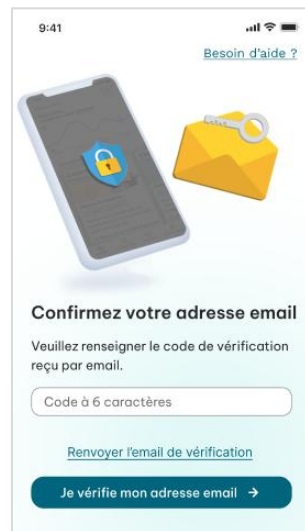 9:41
Besoin d'aide ?
Confirmez votre adresse email
Veuillez renseigner le code de vérification
reçu par email.
Code à 6 caractères
Renvoyer l'email de vérification
Je vérifie mon adresse email →